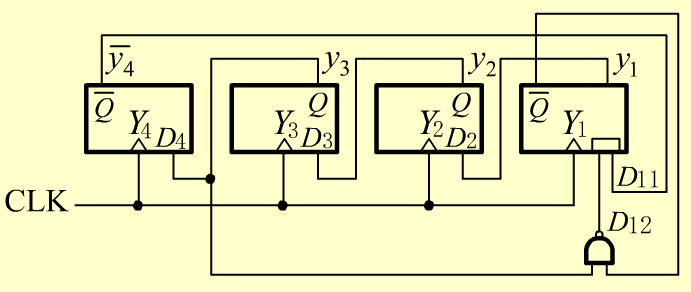 y̅₄ y₃ y₂ y₁
Q̅ Q Q Q̅
Y₄ Y₃ Y₂ Y₁
D₄ D₃ D₂
D₁₁
CLK
D₁₂